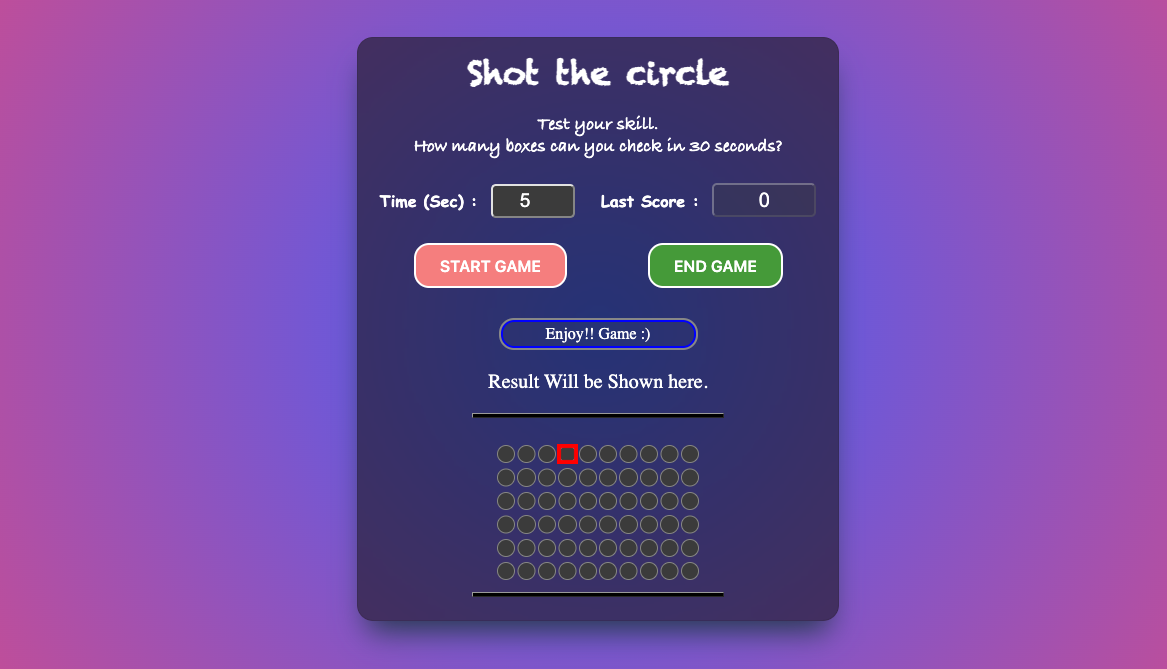 Shot the circle
Test your skill.
How many boxes can you check in 30 seconds?
Time (Sec) : 5 Last Score : 0
START GAME END GAME
Enjoy!! Game :)
Result Will be Shown here.